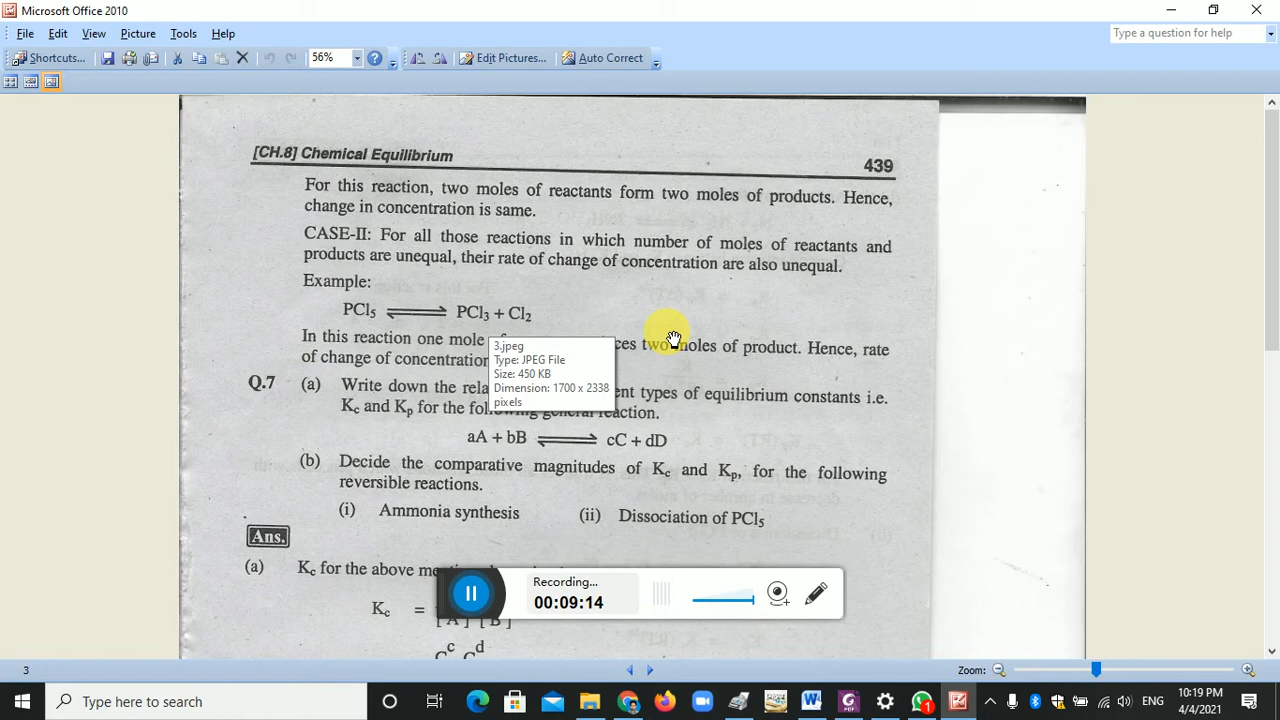 Microsoft Office 2010
File Edit View Picture Tools Help
Type a question for help
Shortcuts...
56%
Edit Pictures...
Auto Correct
[CH.8] Chemical Equilibrium
439
For this reaction, two moles of reactants form two moles of products. Hence,
change in concentration is same.
CASE-II: For all those reactions in which number of moles of reactants and
products are unequal, their rate of change of concentration are also unequal.
Example:
PCl₅ ⇌ PCl₃ + Cl₂
In this reaction one mole two moles of product. Hence, rate
of change of concentration
3.jpeg
Type: JPEG File
Size: 450 KB
Dimension: 1700 x 2338
pixels
Q.7 (a) Write down the types of equilibrium constants i.e.
Kc and Kp for the general reaction.
aA + bB ⇌ cC + dD
(b) Decide the comparative magnitudes of Kc and Kp, for the following
reversible reactions.
(i) Ammonia synthesis (ii) Dissociation of PCl₅
Ans.
(a) Kc for the above
Kc =
[A] [B]
Recording...
00:09:14
3
Zoom:
Type here to search
1
ENG
10:19 PM
4/4/2021